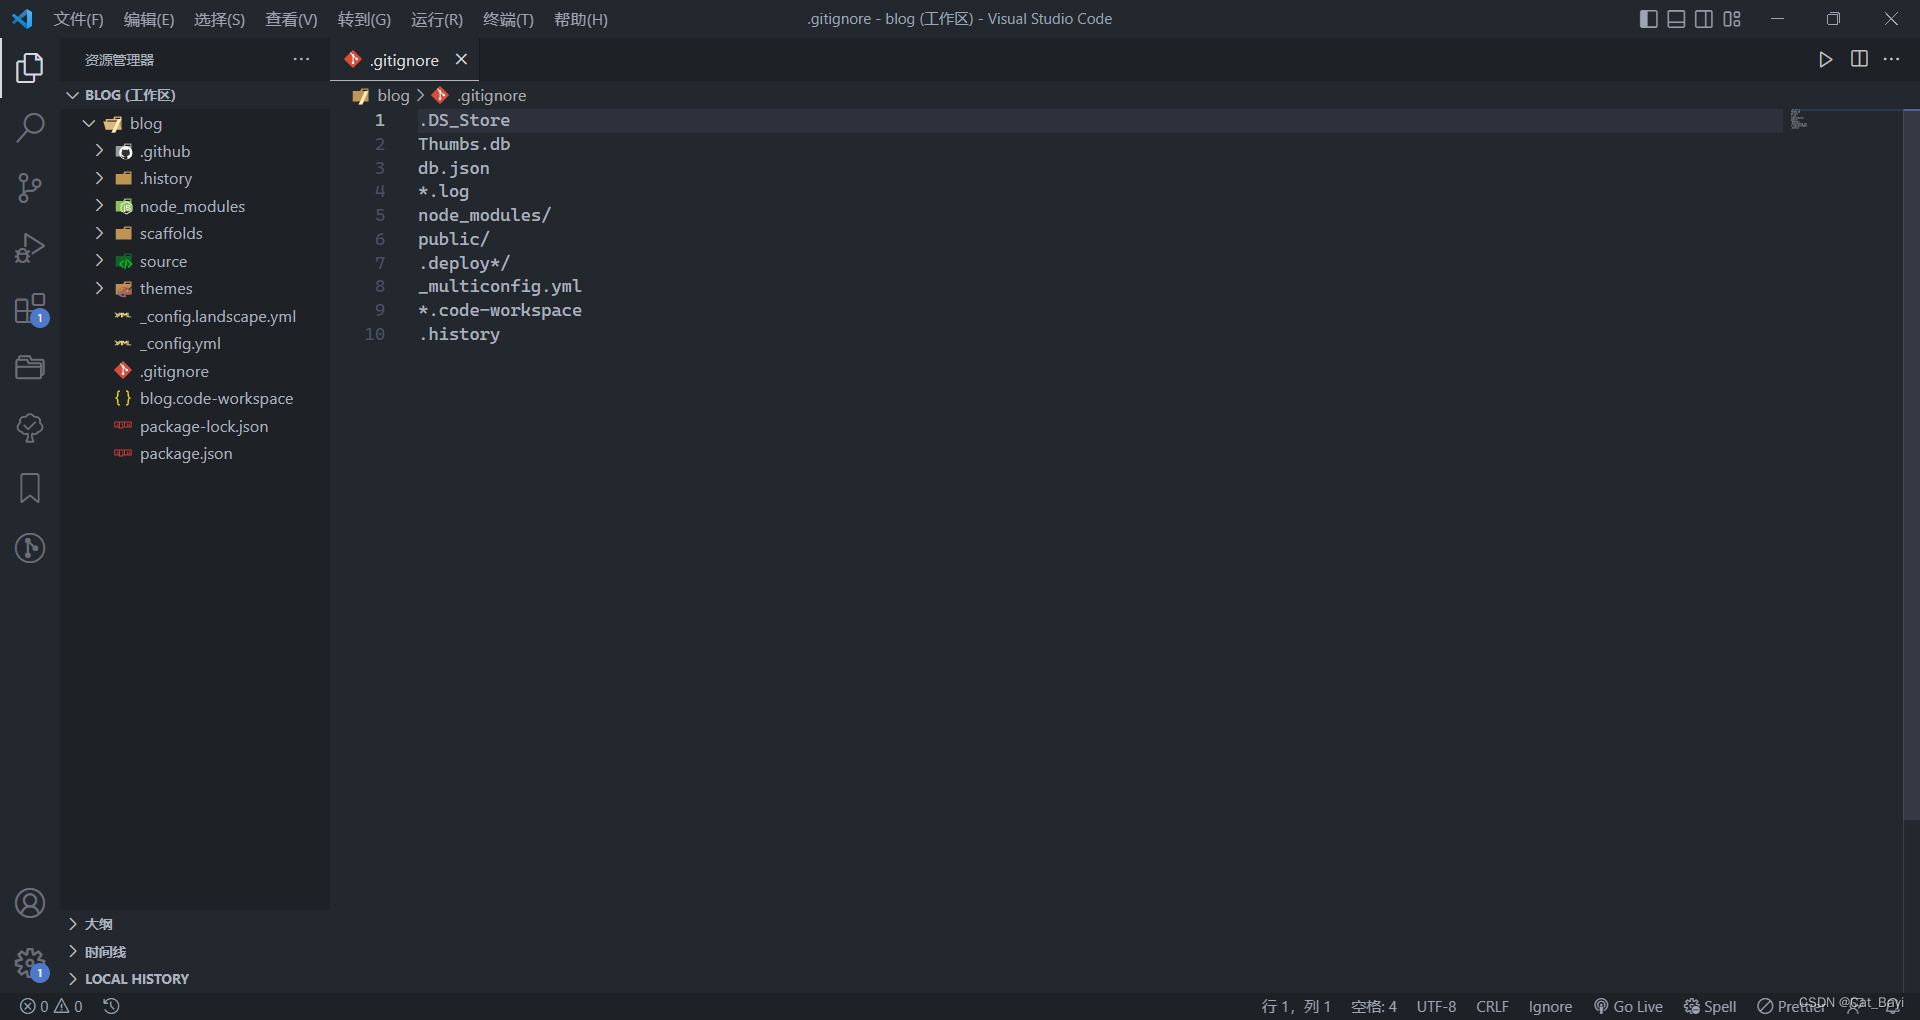 文件(F) 编辑(E) 选择(S) 查看(V) 转到(G) 运行(R) 终端(T) 帮助(H) .gitignore - blog (工作区) - Visual Studio Code
资源管理器
.gitignore
BLOG (工作区)
blog
.github
.history
node_modules
scaffolds
source
themes
_config.landscape.yml
_config.yml
.gitignore
blog.code-workspace
package-lock.json
package.json
大纲
时间线
LOCAL HISTORY
blog > .gitignore
1 .DS_Store
2 Thumbs.db
3 db.json
4 *.log
5 node_modules/
6 public/
7 .deploy*/
8 _multiconfig.yml
9 *.code-workspace
10 .history
1
1
0 0 行 1, 列 1 空格: 4 UTF-8 CRLF Ignore Go Live Spell Prettier
CSDN @Cat_Bayi